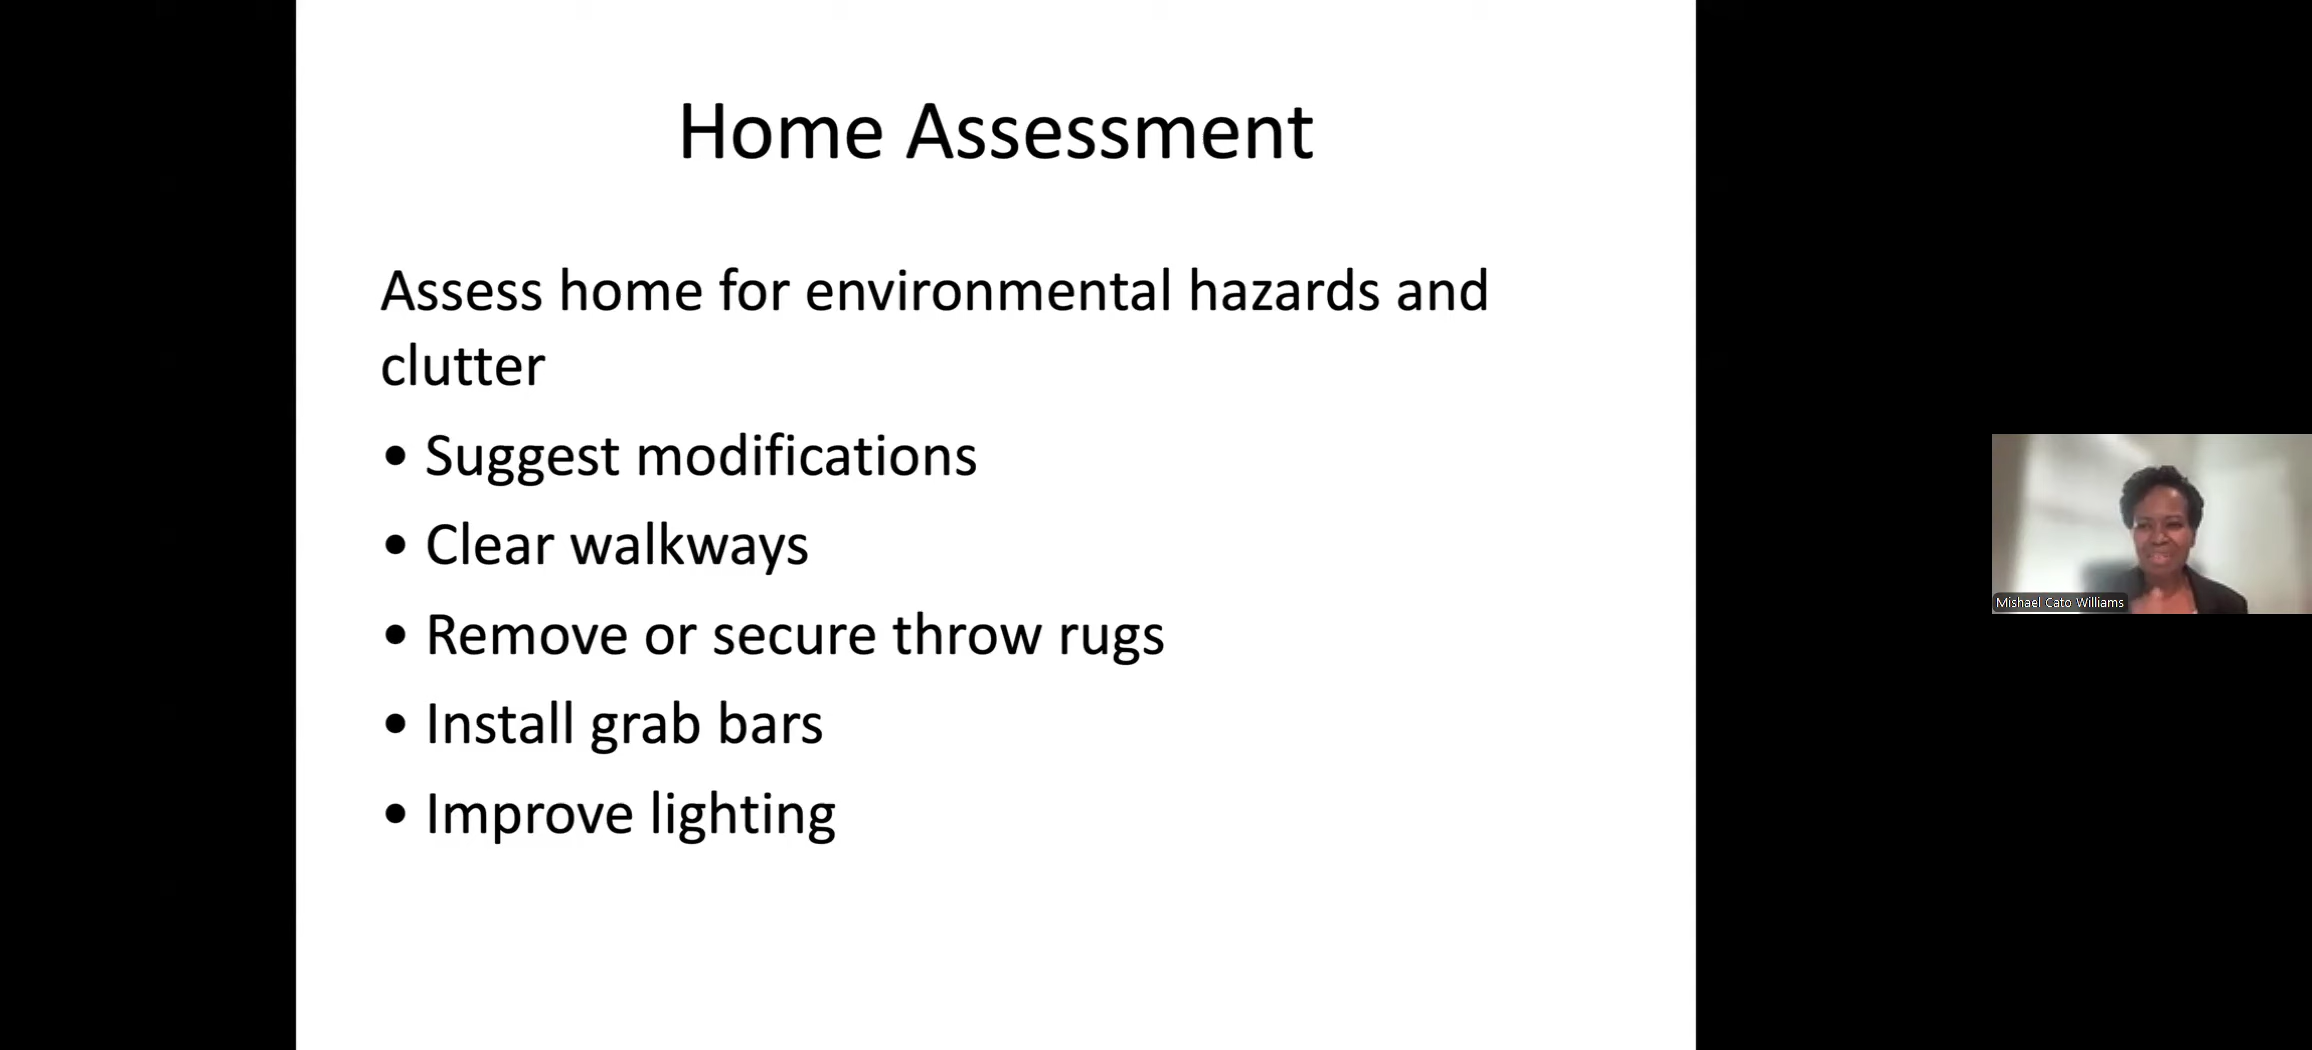 Home Assessment
Assess home for environmental hazards and
clutter
• Suggest modifications
• Clear walkways
• Remove or secure throw rugs
• Install grab bars
• Improve lighting
Mishael Cato Williams